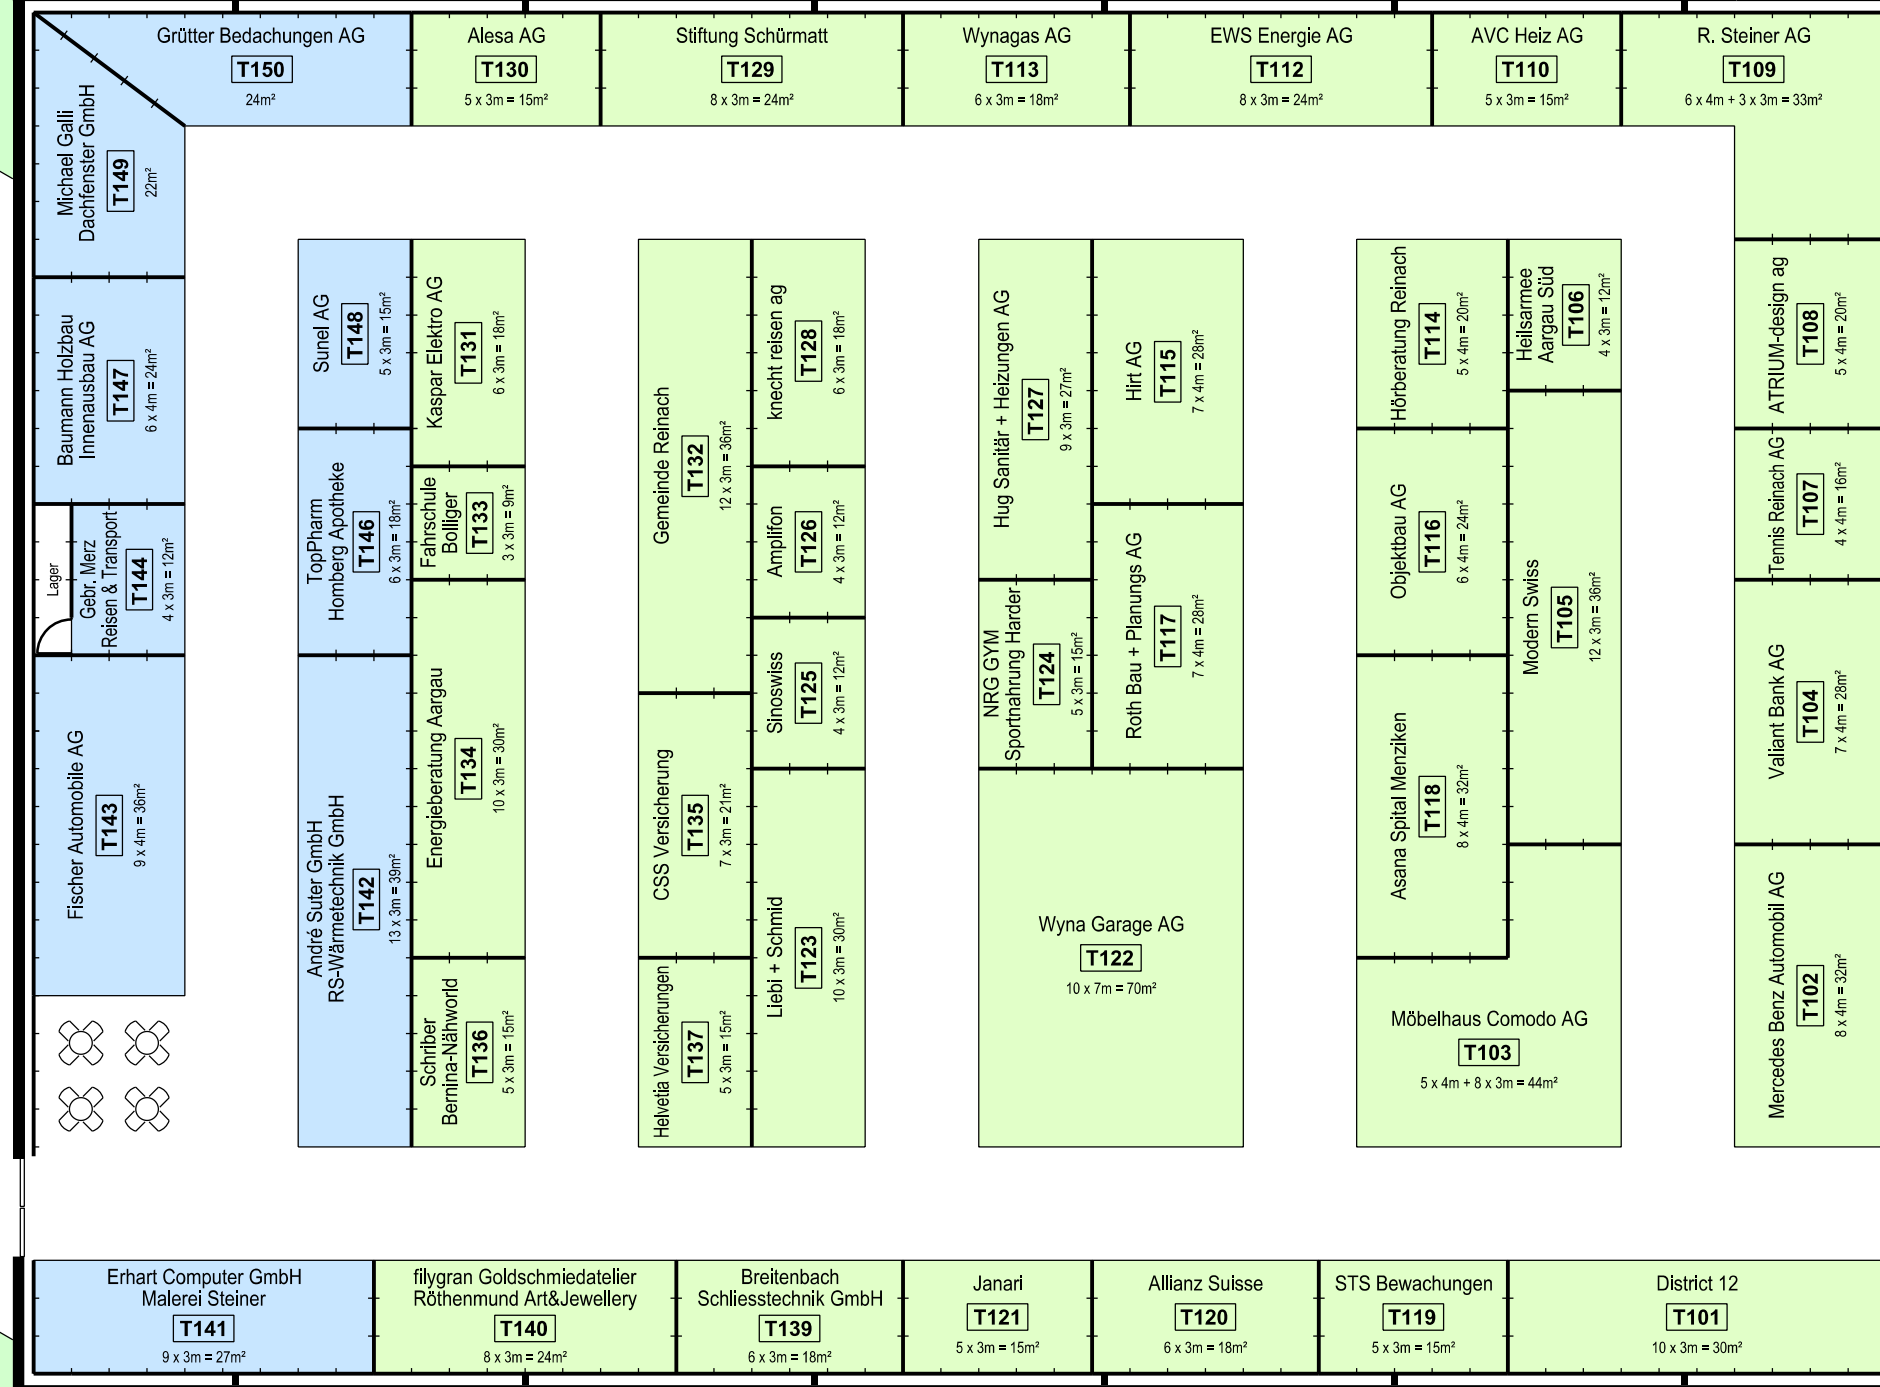 Grütter Bedachungen AG
T150
24m²
Alesa AG
T130
5 x 3m = 15m²
Stiftung Schürmatt
T129
8 x 3m = 24m²
Wynagas AG
T113
6 x 3m = 18m²
EWS Energie AG
T112
8 x 3m = 24m²
AVC Heiz AG
T110
5 x 3m = 15m²
R. Steiner AG
T109
6 x 4m + 3 x 3m = 33m²
Michael Galli
Dachfenster GmbH
T149
22m²
Baumann Holzbau
Innenausbau AG
T147
6 x 4m = 24m²
Lager
Gebr. Merz
Reisen & Transport
T144
4 x 3m = 12m²
Fischer Automobile AG
T143
9 x 4m = 36m²
Sunel AG
T148
5 x 3m = 15m²
TopPharm
Homberg Apotheke
T146
6 x 3m = 18m²
André Suter GmbH
RS-Wärmetechnik GmbH
T142
13 x 3m = 39m²
Kaspar Elektro AG
T131
6 x 3m = 18m²
Fahrschule
Bolliger
T133
3 x 3m = 9m²
Energieberatung Aargau
T134
10 x 3m = 30m²
Schriber
Bernina-Nähworld
T136
5 x 3m = 15m²
Gemeinde Reinach
T132
12 x 3m = 36m²
CSS Versicherung
T135
7 x 3m = 21m²
Helvetia Versicherungen
T137
5 x 3m = 15m²
knecht reisen ag
T128
6 x 3m = 18m²
Amplifon
T126
4 x 3m = 12m²
Sinoswiss
T125
4 x 3m = 12m²
Liebi + Schmid
T123
10 x 3m = 30m²
Hug Sanitär + Heizungen AG
T127
9 x 3m = 27m²
NRG GYM
Sportnahrung Harder
T124
5 x 3m = 15m²
Hirt AG
T115
7 x 4m = 28m²
Roth Bau + Planungs AG
T117
7 x 4m = 28m²
Wyna Garage AG
T122
10 x 7m = 70m²
Hörberatung Reinach
T114
5 x 4m = 20m²
Objektbau AG
T116
6 x 4m = 24m²
Asana Spital Menziken
T118
8 x 4m = 32m²
Heilsarmee
Aargau Süd
T106
4 x 3m = 12m²
Modern Swiss
T105
12 x 3m = 36m²
Möbelhaus Comodo AG
T103
5 x 4m + 8 x 3m = 44m²
ATRIUM-design ag
T108
5 x 4m = 20m²
Tennis Reinach AG
T107
4 x 4m = 16m²
Valiant Bank AG
T104
7 x 4m = 28m²
Mercedes Benz Automobil AG
T102
8 x 4m = 32m²
Erhart Computer GmbH
Malerei Steiner
T141
9 x 3m = 27m²
filygran Goldschmiedatelier
Röthenmund Art&Jewellery
T140
8 x 3m = 24m²
Breitenbach
Schliesstechnik GmbH
T139
6 x 3m = 18m²
Janari
T121
5 x 3m = 15m²
Allianz Suisse
T120
6 x 3m = 18m²
STS Bewachungen
T119
5 x 3m = 15m²
District 12
T101
10 x 3m = 30m²